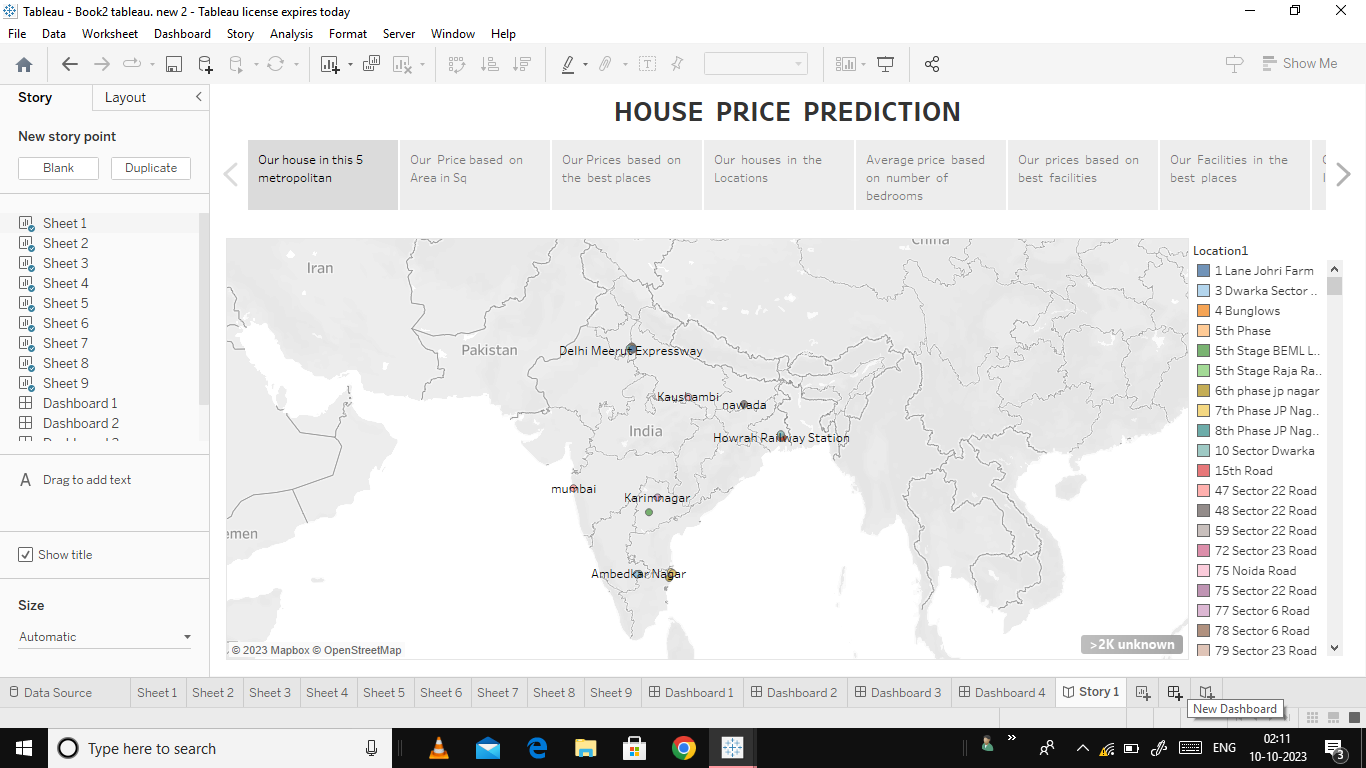 Tableau - Book2 tableau. new 2 - Tableau license expires today
File Data Worksheet Dashboard Story Analysis Format Server Window Help
Show Me
Story Layout
New story point
Blank Duplicate
Sheet 1
Sheet 2
Sheet 3
Sheet 4
Sheet 5
Sheet 6
Sheet 7
Sheet 8
Sheet 9
Dashboard 1
Dashboard 2
A Drag to add text
Show title
Size
Automatic
HOUSE PRICE PREDICTION
Our house in this 5
metropolitan
Our Price based on
Area in Sq
Our Prices based on
the best places
Our houses in the
Locations
Average price based
on number of
bedrooms
Our prices based on
best facilities
Our Facilities in the
best places
China
Iran
Pakistan
Delhi Meerut Expressway
Kaushambi
nawada
India
Howrah Railway Station
mumbai
Karimnagar
emen
Ambedkar Nagar
© 2023 Mapbox © OpenStreetMap
>2K unknown
Location1
1 Lane Johri Farm
3 Dwarka Sector ..
4 Bunglows
5th Phase
5th Stage BEML L..
5th Stage Raja Ra..
6th phase jp nagar
7th Phase JP Nag..
8th Phase JP Nag..
10 Sector Dwarka
15th Road
47 Sector 22 Road
48 Sector 22 Road
59 Sector 22 Road
72 Sector 23 Road
75 Noida Road
75 Sector 22 Road
77 Sector 6 Road
78 Sector 6 Road
79 Sector 23 Road
Data Source Sheet 1 Sheet 2 Sheet 3 Sheet 4 Sheet 5 Sheet 6 Sheet 7 Sheet 8 Sheet 9 Dashboard 1 Dashboard 2 Dashboard 3 Dashboard 4 Story 1
New Dashboard
Type here to search
ENG
02:11
10-10-2023
3